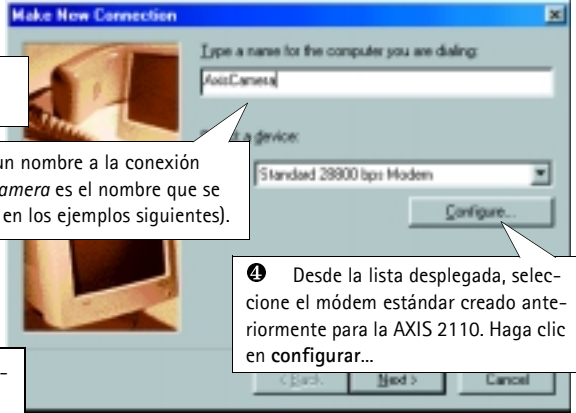 Make New Connection
Type a name for the computer you are dialing:
AxisCamera
a device:
un nombre a la conexión
amera es el nombre que se
en los ejemplos siguientes).
Standard 28800 bps Modem
Configure...
❹ Desde la lista desplegada, selec-
cione el módem estándar creado ante-
riormente para la AXIS 2110. Haga clic
en configurar...
< Back
Next >
Cancel